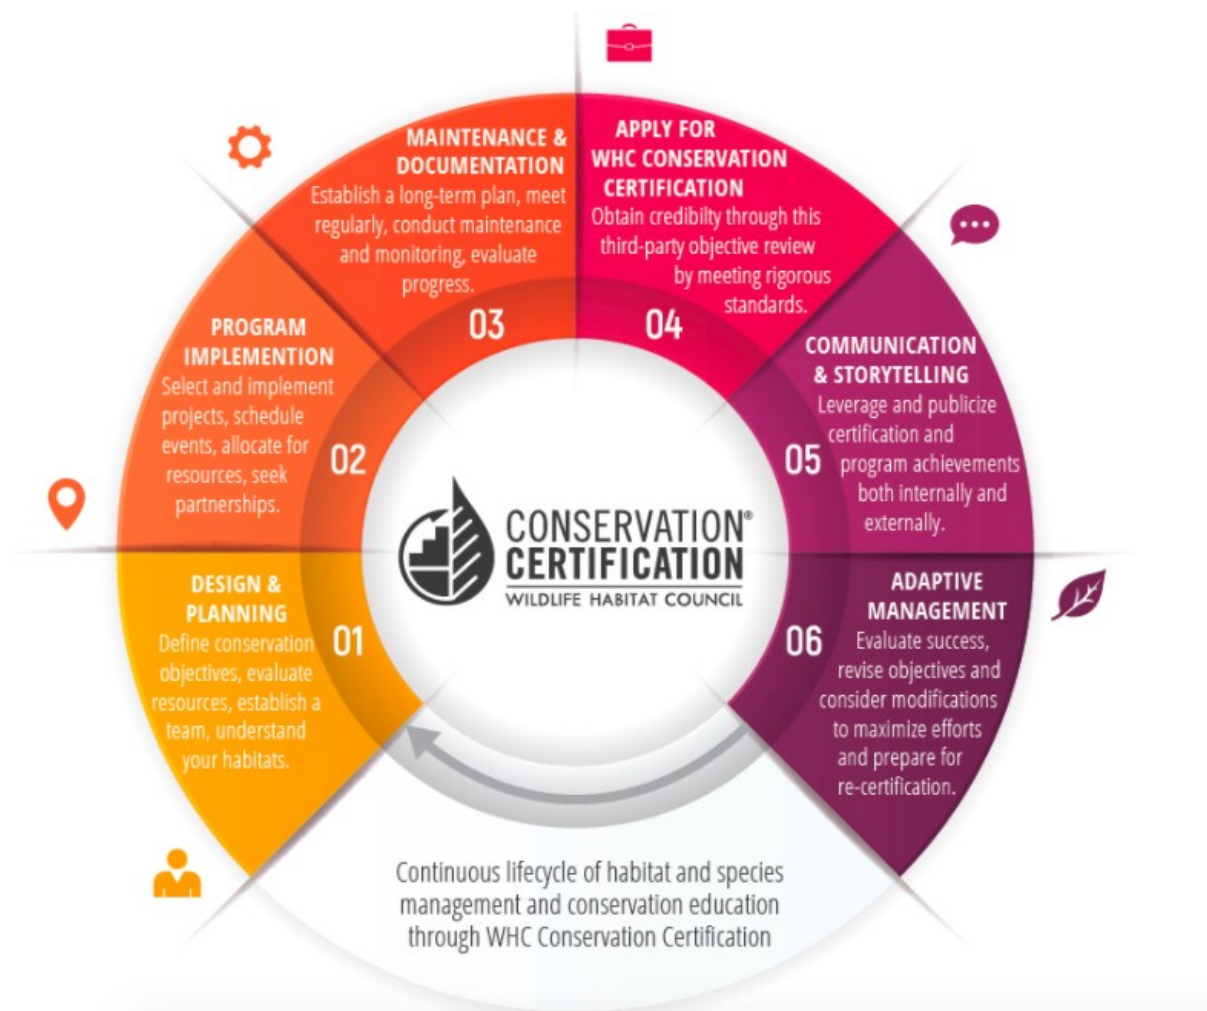 DESIGN &
PLANNING
Define conservation
objectives, evaluate
resources, establish a
team, understand
your habitats.
01
PROGRAM
IMPLEMENTION
Select and implement
projects, schedule
events, allocate for
resources, seek
partnerships.
02
MAINTENANCE &
DOCUMENTATION
Establish a long-term plan, meet
regularly, conduct maintenance
and monitoring, evaluate
progress.
03
APPLY FOR
WHC CONSERVATION
CERTIFICATION
Obtain credibilty through this
third-party objective review
by meeting rigorous
standards.
04
COMMUNICATION
& STORYTELLING
Leverage and publicize
certification and
program achievements
both internally and
externally.
05
ADAPTIVE
MANAGEMENT
Evaluate success,
revise objectives and
consider modifications
to maximize efforts
and prepare for
re-certification.
06
CONSERVATION®
CERTIFICATION
WILDLIFE HABITAT COUNCIL
Continuous lifecycle of habitat and species
management and conservation education
through WHC Conservation Certification